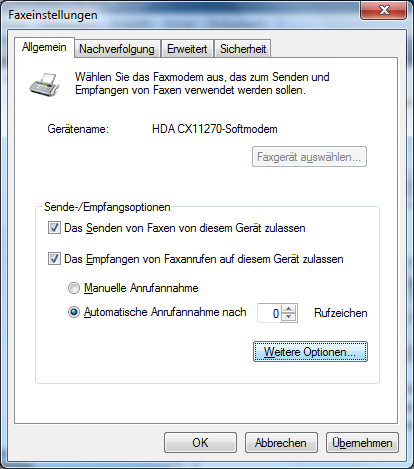 Faxeinstellungen
Allgemein Nachverfolgung Erweitert Sicherheit
Wählen Sie das Faxmodem aus, das zum Senden und
Empfangen von Faxen verwendet werden sollen.
Gerätename: HDA CX11270-Softmodem
Faxgerät auswählen...
Sende-/Empfangsoptionen
Das Senden von Faxen von diesem Gerät zulassen
Das Empfangen von Faxanrufen auf diesem Gerät zulassen
Manuelle Anrufannahme
Automatische Anrufannahme nach 0 Rufzeichen
Weitere Optionen...
OK Abbrechen Übernehmen